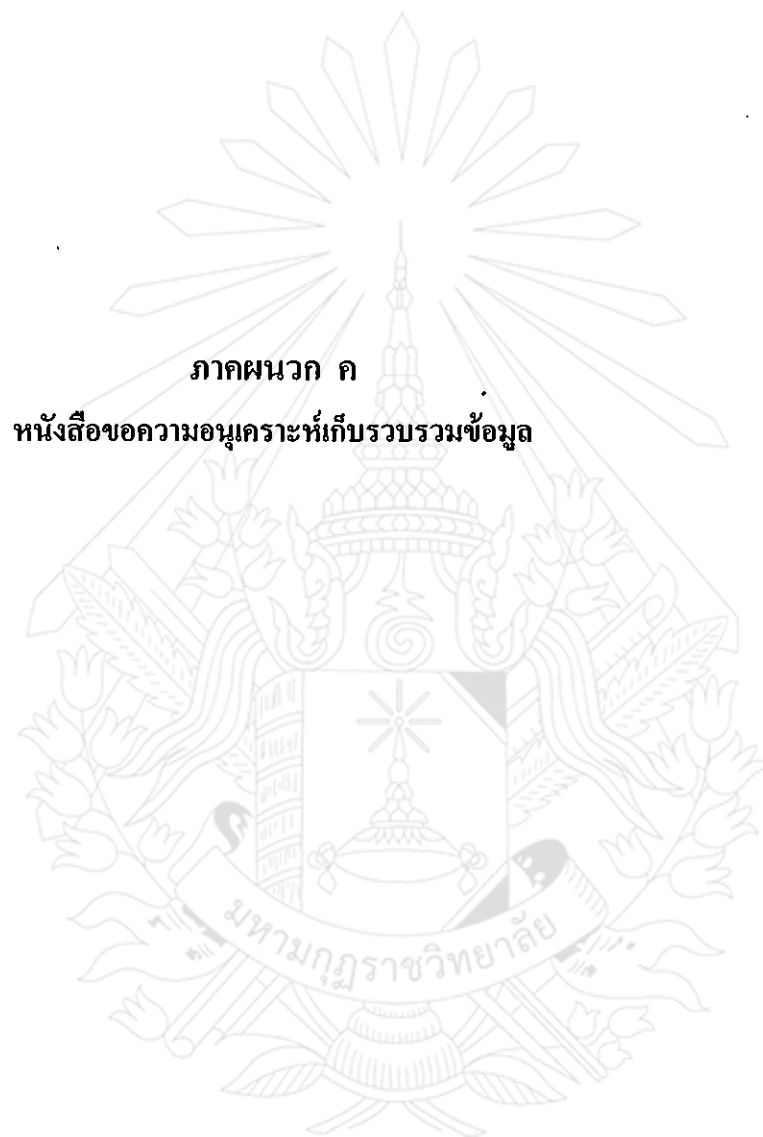 ภาคผนวก ค
หนังสือขอความอนุเคราะห์เก็บรวบรวมข้อมูล
มหามกุฏราชวิทยาลัย